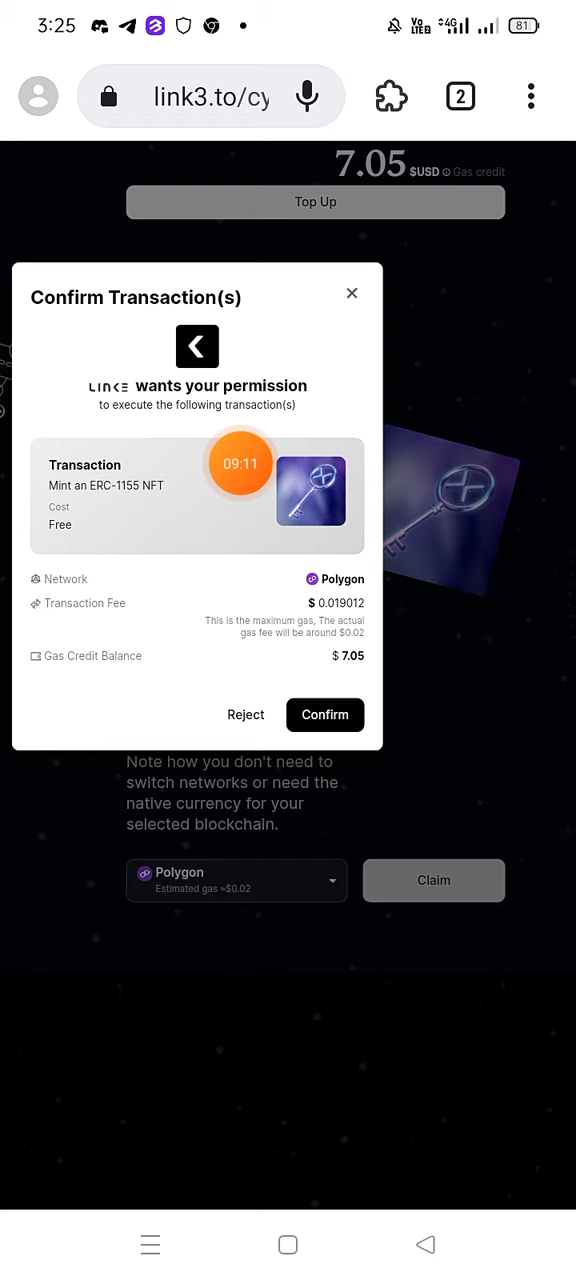 3:25
Vo
LTE2
4G
81
link3.to/cy
2
7.05 $USD Gas credit
Top Up
Confirm Transaction(s)
LINKE wants your permission
to execute the following transaction(s)
Transaction
09:11
Mint an ERC-1155 NFT
Cost
Free
Network
Polygon
Transaction Fee
$ 0.019012
This is the maximum gas, The actual
gas fee will be around $0.02
Gas Credit Balance
$ 7.05
Reject
Confirm
Note how you don't need to
switch networks or need the
native currency for your
selected blockchain.
Polygon
Estimated gas ≈$0.02
Claim